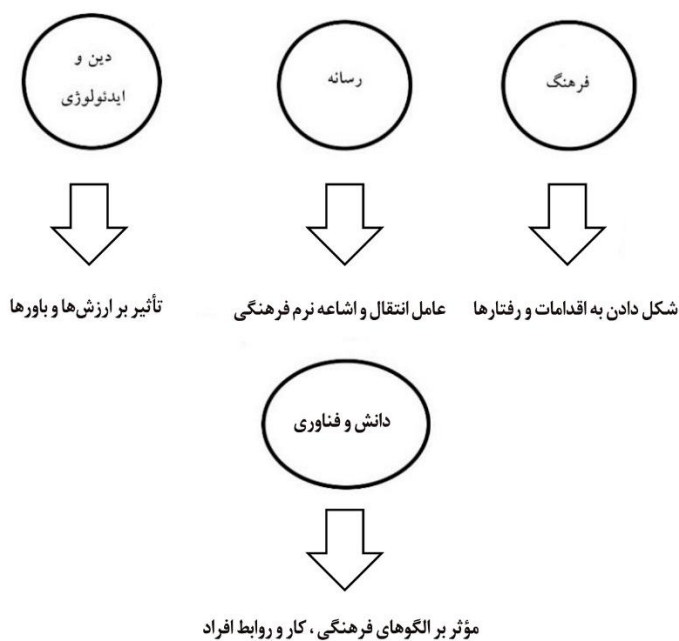 فرهنگ
رسانه
دین و
ایدئولوژی
شکل دادن به اقدامات و رفتارها
عامل انتقال و اشاعه نرم فرهنگی
تأثیر بر ارزش‌ها و باورها
دانش و فناوری
مؤثر بر الگوهای فرهنگی ، کار و روابط افراد